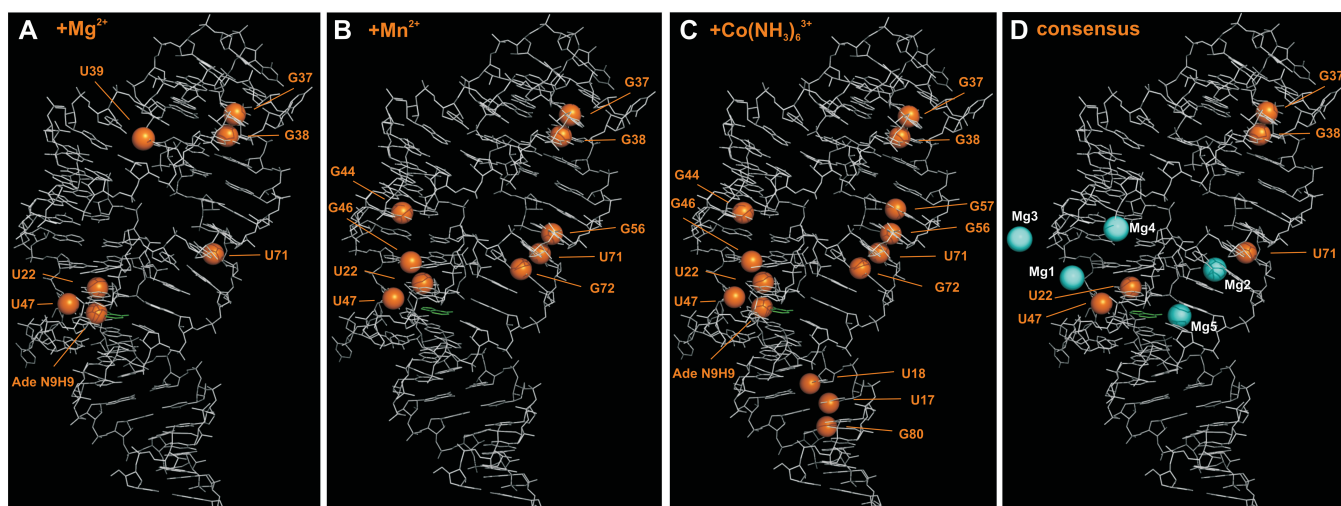 A +Mg2+
U39
G37
G38
U71
U22
U47
Ade N9H9
B +Mn2+
G37
G38
G44
G46
G56
U71
U22
G72
U47
C +Co(NH3)6 3+
G37
G38
G44
G46
G57
G56
U71
U22
G72
U47
Ade N9H9
U18
U17
G80
D consensus
G37
G38
Mg3
Mg4
U71
Mg1
U22
Mg2
U47
Mg5